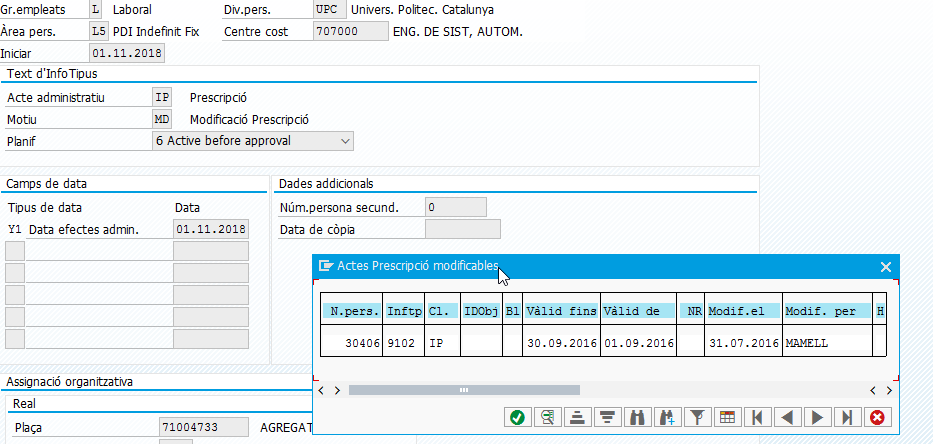 Gr.empleats L Laboral Div.pers. UPC Univers. Politec. Catalunya
Àrea pers. L5 PDI Indefinit Fix Centre cost 707000 ENG. DE SIST, AUTOM.
Iniciar 01.11.2018
Text d'InfoTipus
Acte administratiu IP Prescripció
Motiu MD Modificació Prescripció
Planif 6 Active before approval
Camps de data
Dades addicionals
Tipus de data Data
Núm.persona secund. 0
Y1 Data efectes admin. 01.11.2018
Data de còpia
Actes Prescripció modificables
N.pers. Inftp Cl. IDObj Bl Vàlid fins Vàlid de NR Modif.el Modif. per H
30406 9102 IP 30.09.2016 01.09.2016 31.07.2016 MAMELL
Assignació organitzativa
Real
Plaça 71004733 AGREGAT